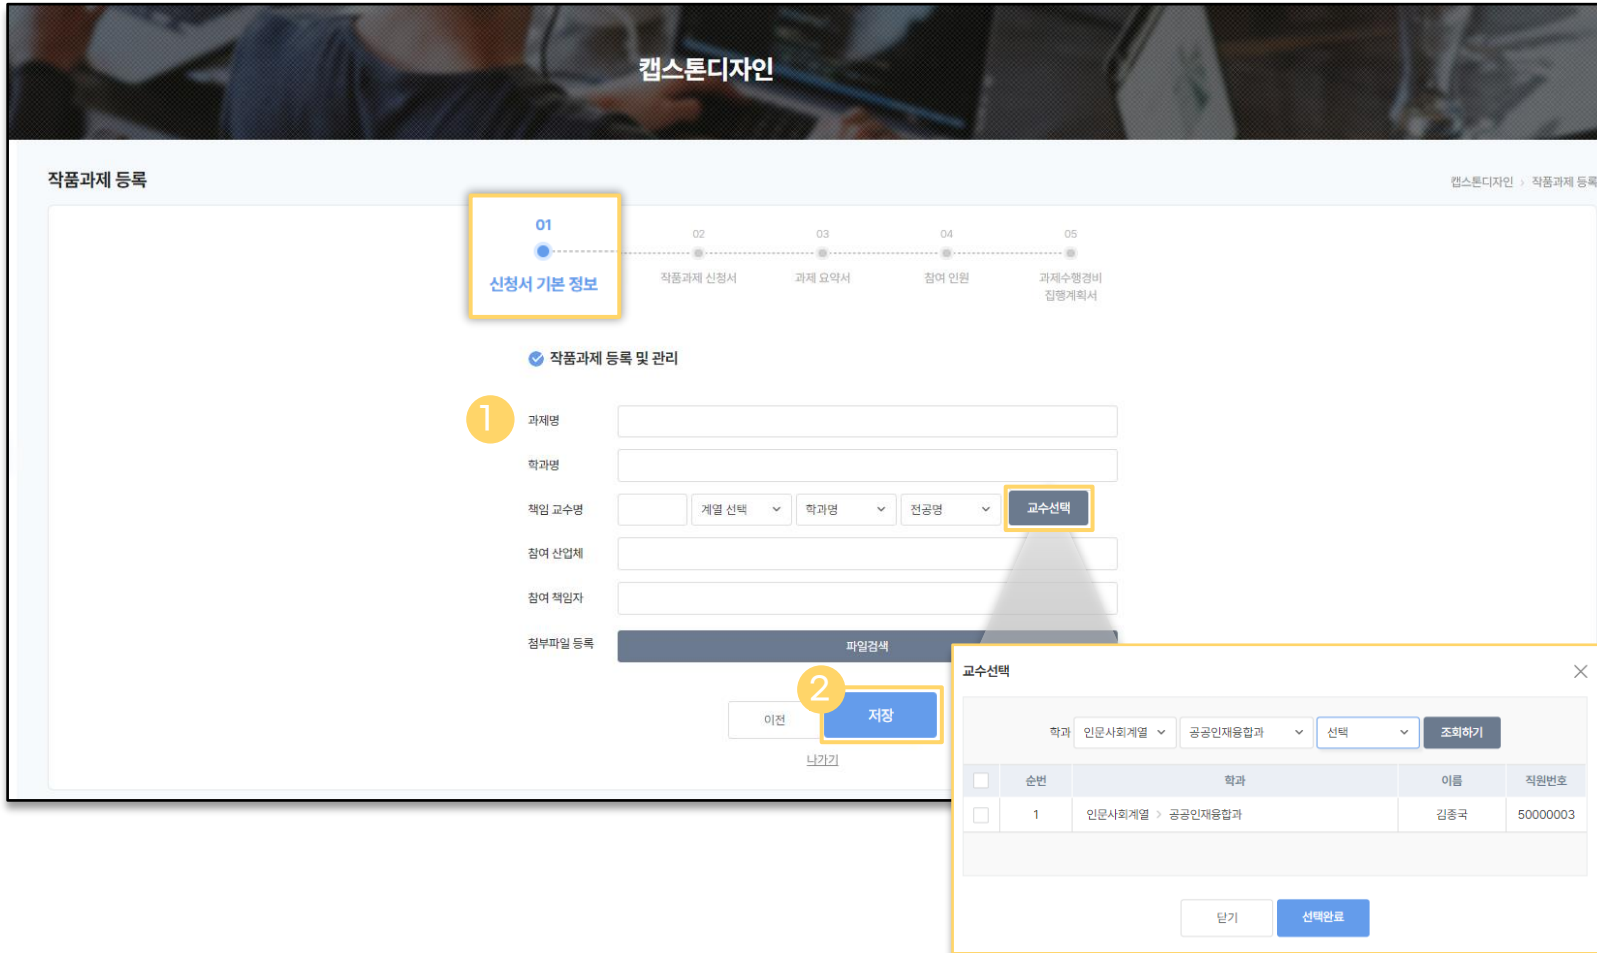 캡스톤디자인
작품과제 등록
캡스톤디자인 > 작품과제 등록
01
신청서 기본 정보
02
작품과제 신청서
03
과제 요약서
04
참여 인원
05
과제수행경비
집행계획서
작품과제 등록 및 관리
1
과제명
학과명
책임 교수명 계열 선택 학과명 전공명 교수선택
참여 산업체
참여 책임자
첨부파일 등록 파일검색
2
이전 저장
나가기
교수선택
학과 인문사회계열 공공인재융합과 선택 조회하기
순번 학과 이름 직원번호
1 인문사회계열 > 공공인재융합과 김종국 50000003
닫기 선택완료